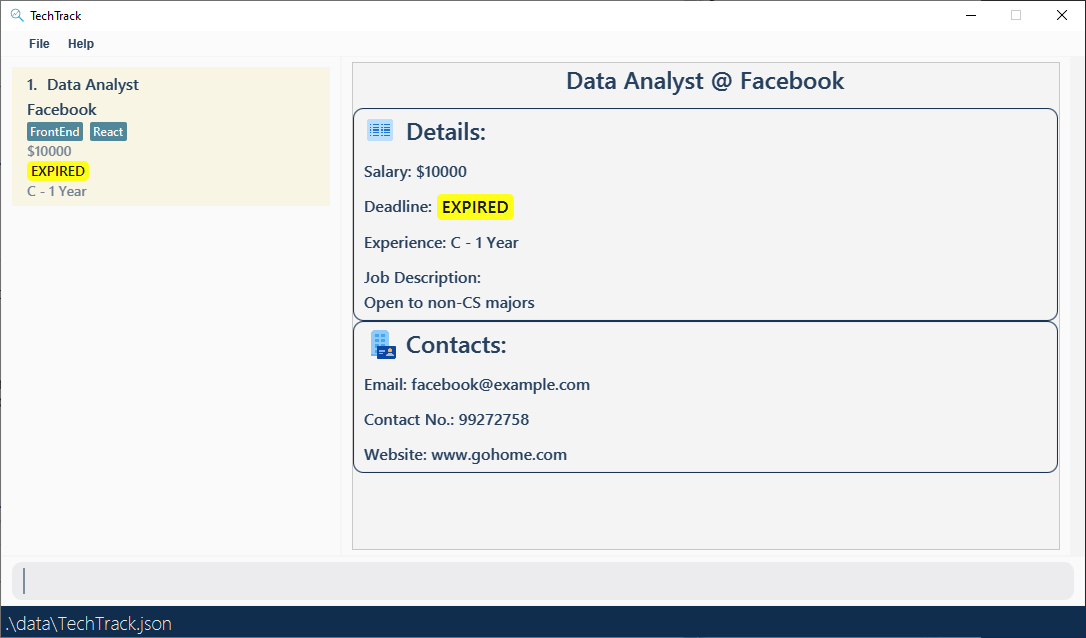 TechTrack
File Help
1. Data Analyst
Facebook
FrontEnd React
$10000
EXPIRED
C - 1 Year
Data Analyst @ Facebook
Details:
Salary: $10000
Deadline: EXPIRED
Experience: C - 1 Year
Job Description:
Open to non-CS majors
Contacts:
Email: facebook@example.com
Contact No.: 99272758
Website: www.gohome.com
.\data\TechTrack.json